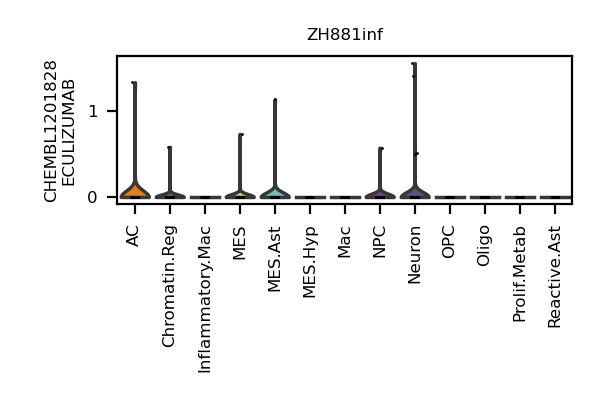 ZH881inf
CHEMBL1201828
ECULIZUMAB
1
0
AC
Chromatin.Reg
Inflammatory.Mac
MES
MES.Ast
MES.Hyp
Mac
NPC
Neuron
OPC
Oligo
Prolif.Metab
Reactive.Ast